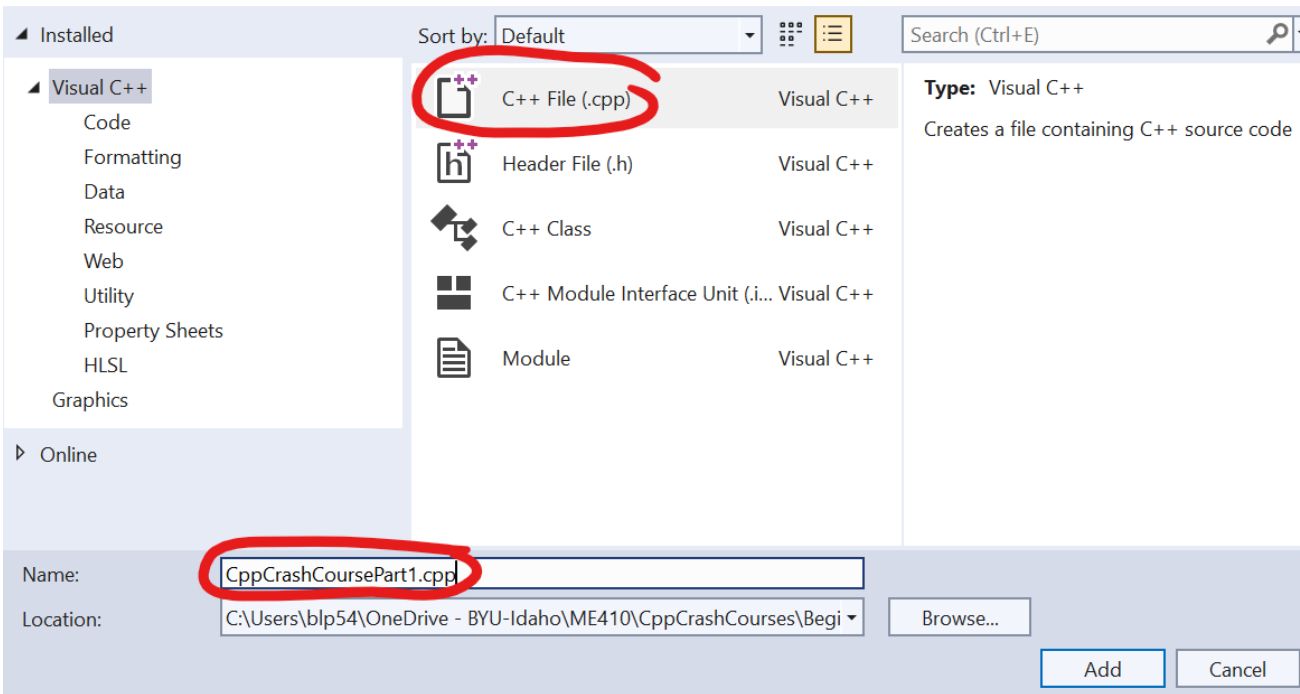 Installed
Sort by: Default
Search (Ctrl+E)
Visual C++
Code
Formatting
Data
Resource
Web
Utility
Property Sheets
HLSL
Graphics
Online
C++ File (.cpp) Visual C++
Header File (.h) Visual C++
C++ Class Visual C++
C++ Module Interface Unit (.i... Visual C++
Module Visual C++
Type: Visual C++
Creates a file containing C++ source code
Name: CppCrashCoursePart1.cpp
Location: C:\Users\blp54\OneDrive - BYU-Idaho\ME410\CppCrashCourses\Begi
Browse...
Add Cancel